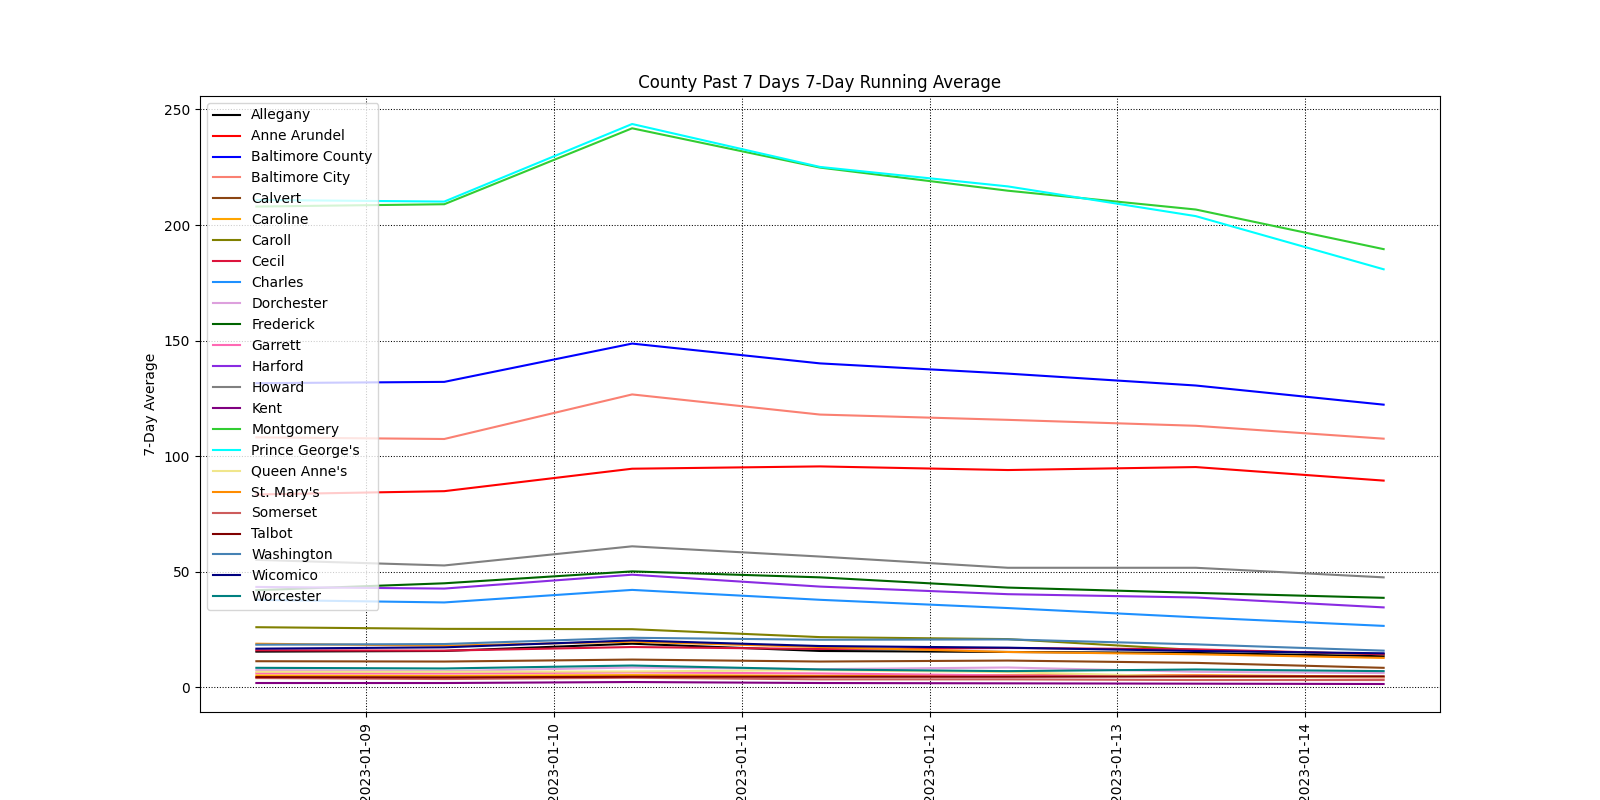 County Past 7 Days 7-Day Running Average
7-Day Average
250
200
150
100
50
0
Allegany
Anne Arundel
Baltimore County
Baltimore City
Calvert
Caroline
Caroll
Cecil
Charles
Dorchester
Frederick
Garrett
Harford
Howard
Kent
Montgomery
Prince George's
Queen Anne's
St. Mary's
Somerset
Talbot
Washington
Wicomico
Worcester
2023-01-09
2023-01-10
2023-01-11
2023-01-12
2023-01-13
2023-01-14